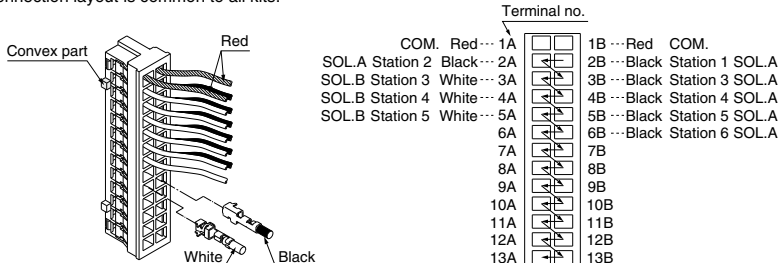 onnection layout is common to all kits.
Terminal no.
Convex part
Red
White
Black
COM. Red 1A 1B Red COM.
SOL.A Station 2 Black 2A 2B Black Station 1 SOL.A
SOL.B Station 3 White 3A 3B Black Station 3 SOL.A
SOL.B Station 4 White 4A 4B Black Station 4 SOL.A
SOL.B Station 5 White 5A 5B Black Station 5 SOL.A
6A 6B Black Station 6 SOL.A
7A 7B
8A 8B
9A 9B
10A 10B
11A 11B
12A 12B
13A 13B